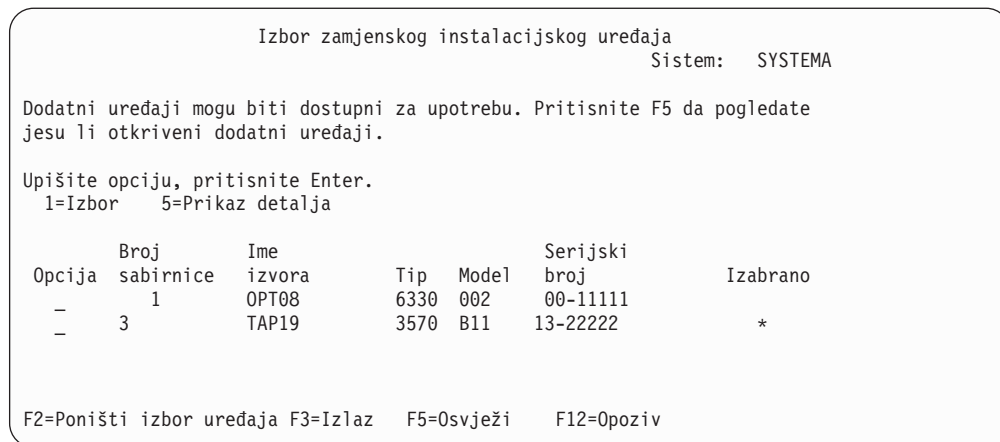 Izbor zamjenskog instalacijskog uređaja
Sistem: SYSTEMA
Dodatni uređaji mogu biti dostupni za upotrebu. Pritisnite F5 da pogledate
jesu li otkriveni dodatni uređaji.
Upišite opciju, pritisnite Enter.
1=Izbor 5=Prikaz detalja
Broj Ime Serijski
Opcija sabirnice izvora Tip Model broj Izabrano
_ 1 OPT08 6330 002 00-11111
_ 3 TAP19 3570 B11 13-22222 *
F2=Poništi izbor uređaja F3=Izlaz F5=Osvježi F12=Opoziv